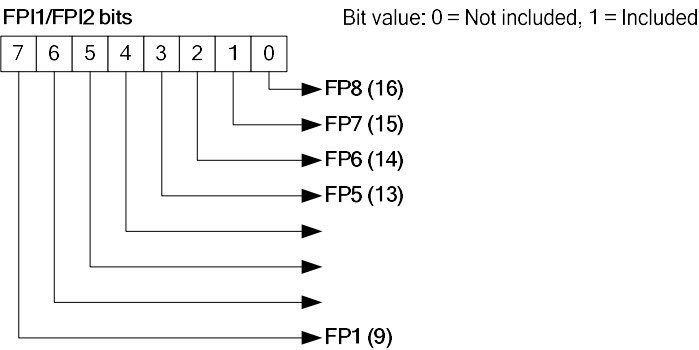 FPI1/FPI2 bits
Bit value: 0 = Not included, 1 = Included
7 6 5 4 3 2 1 0
FP8 (16)
FP7 (15)
FP6 (14)
FP5 (13)
FP1 (9)